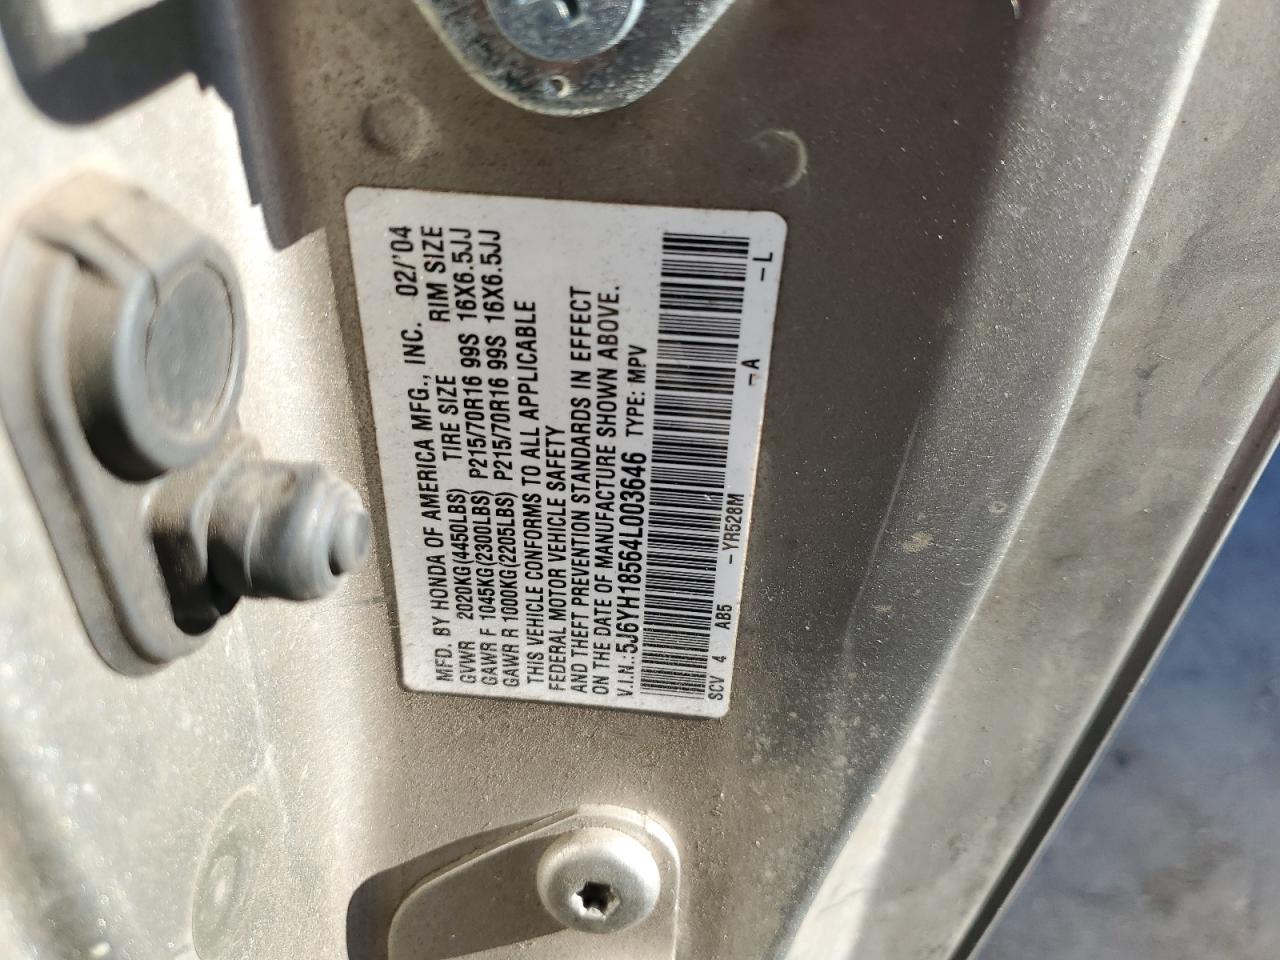 MFD. BY HONDA OF AMERICA MFG., INC. 02/'04
GVWR 2020KG(4450LBS) TIRE SIZE RIM SIZE
GAWR F 1045KG(2300LBS) P215/70R16 99S 16X6.5JJ
GAWR R 1000KG(2205LBS) P215/70R16 99S 16X6.5JJ
THIS VEHICLE CONFORMS TO ALL APPLICABLE
FEDERAL MOTOR VEHICLE SAFETY
AND THEFT PREVENTION STANDARDS IN EFFECT
ON THE DATE OF MANUFACTURE SHOWN ABOVE.
V.I.N.:5J6YH18564L003646 TYPE: MPV
SCV 4 AB5 -YR528M -A -L